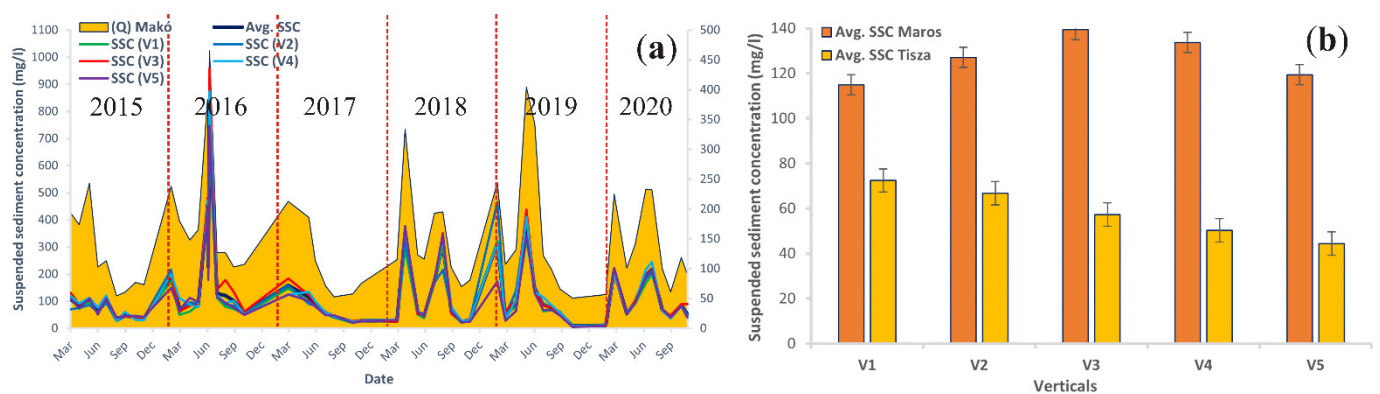 (Q) Makó
Avg. SSC
SSC (V1)
SSC (V2)
SSC (V3)
SSC (V4)
SSC (V5)
(a)
2015
2016
2017
2018
2019
2020
Suspended sediment concentration (mg/l)
1100
1000
900
800
700
600
500
400
300
200
100
0
500
450
400
350
300
250
200
150
100
50
0
Mar Jun Sep Dec Mar Jun Sep Dec Mar Jun Sep Dec Mar Jun Sep Dec Mar Jun Sep Dec Mar Jun Sep
Date
Avg. SSC Maros
Avg. SSC Tisza
(b)
Suspended sediment concentration (mg/l)
140
120
100
80
60
40
20
0
V1 V2 V3 V4 V5
Verticals